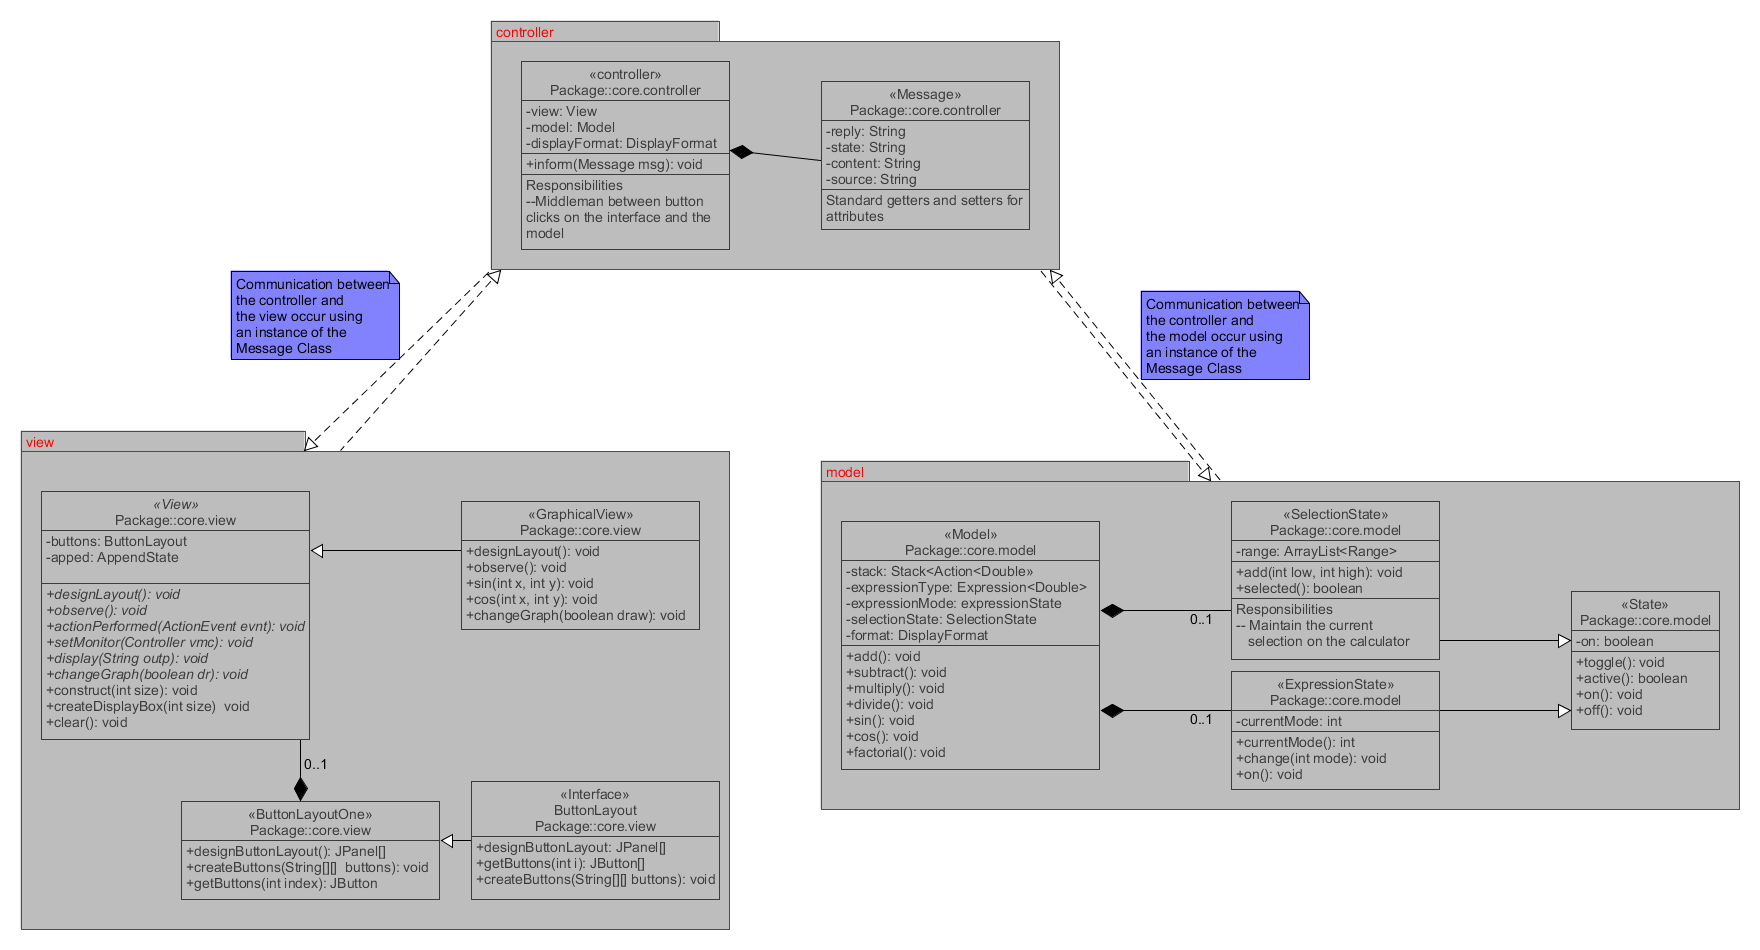 controller
«controller»
Package::core.controller
-view: View
-model: Model
-displayFormat: DisplayFormat
+inform(Message msg): void
Responsibilities
--Middleman between button
clicks on the interface and the
model
«Message»
Package::core.controller
-reply: String
-state: String
-content: String
-source: String
Standard getters and setters for
attributes
Communication between
the controller and
the view occur using
an instance of the
Message Class
Communication between
the controller and
the model occur using
an instance of the
Message Class
view
«View»
Package::core.view
-buttons: ButtonLayout
-apped: AppendState
+designLayout(): void
+observe(): void
+actionPerformed(ActionEvent evnt): void
+setMonitor(Controller vmc): void
+display(String outp): void
+changeGraph(boolean dr): void
+construct(int size): void
+createDisplayBox(int size)  void
+clear(): void
«GraphicalView»
Package::core.view
+designLayout(): void
+observe(): void
+sin(int x, int y): void
+cos(int x, int y): void
+changeGraph(boolean draw): void
0..1
«ButtonLayoutOne»
Package::core.view
+designButtonLayout(): JPanel[]
+createButtons(String[][]  buttons): void
+getButtons(int index): JButton
«Interface»
ButtonLayout
Package::core.view
+designButtonLayout: JPanel[]
+getButtons(int i): JButton[]
+createButtons(String[][] buttons): void
model
«Model»
Package::core.model
-stack: Stack<Action<Double»
-expressionType: Expression<Double>
-expressionMode: expressionState
-selectionState: SelectionState
-format: DisplayFormat
+add(): void
+subtract(): void
+multiply(): void
+divide(): void
+sin(): void
+cos(): void
+factorial(): void
0..1
0..1
«SelectionState»
Package::core.model
-range: ArrayList<Range>
+add(int low, int high): void
+selected(): boolean
Responsibilities
-- Maintain the current
selection on the calculator
«ExpressionState»
Package::core.model
-currentMode: int
+currentMode(): int
+change(int mode): void
+on(): void
«State»
Package::core.model
-on: boolean
+toggle(): void
+active(): boolean
+on(): void
+off(): void